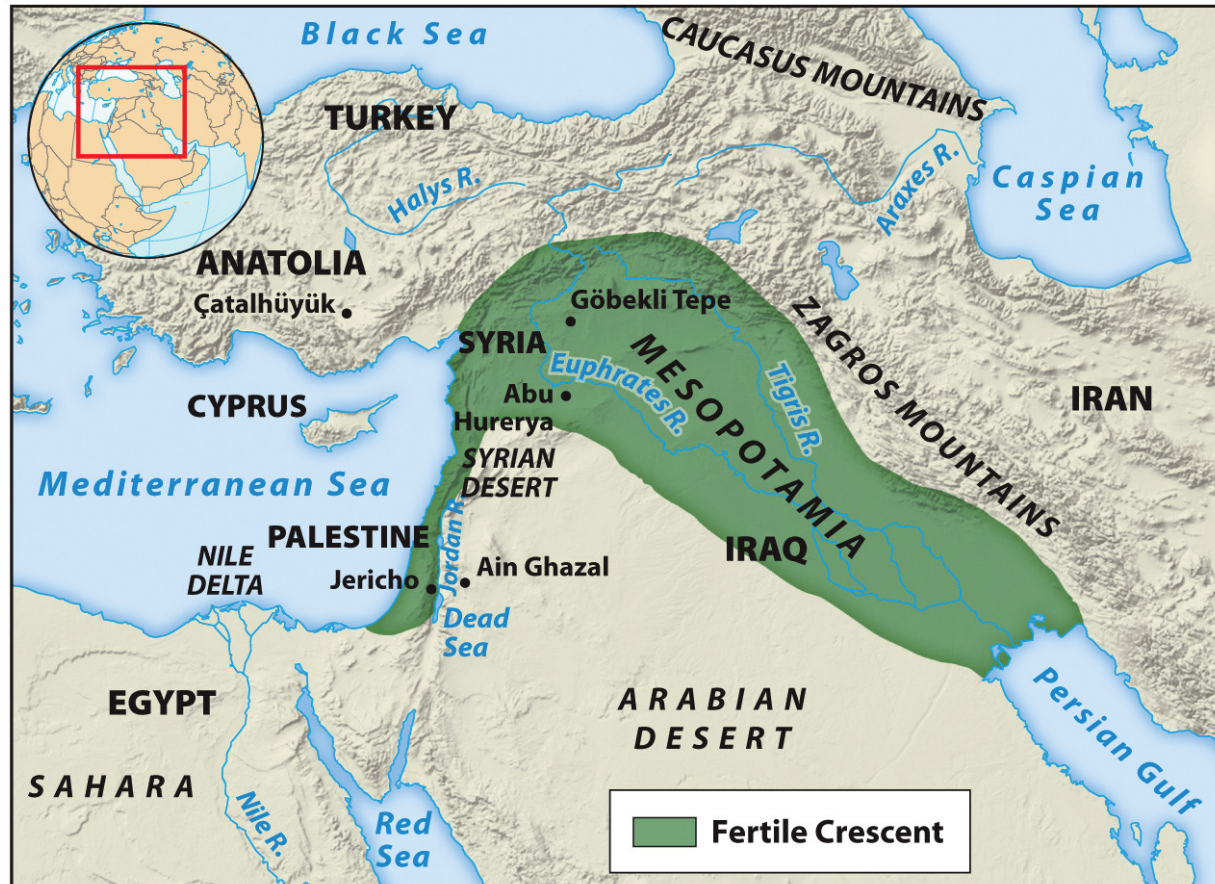 Black Sea
CAUCASUS MOUNTAINS
TURKEY
Halys R.
Araxes R.
Caspian
Sea
ANATOLIA
Çatalhüyük
Göbekli Tepe
SYRIA
MESOPOTAMIA
ZAGROS MOUNTAINS
Euphrates R.
Tigris R.
Abu
Hurerya
IRAN
CYPRUS
SYRIAN
DESERT
Mediterranean Sea
PALESTINE
Jordan R.
IRAQ
NILE
DELTA
Jericho
Ain Ghazal
Dead
Sea
EGYPT
ARABIAN
DESERT
Persian Gulf
SAHARA
Nile R.
Red
Sea
Fertile Crescent